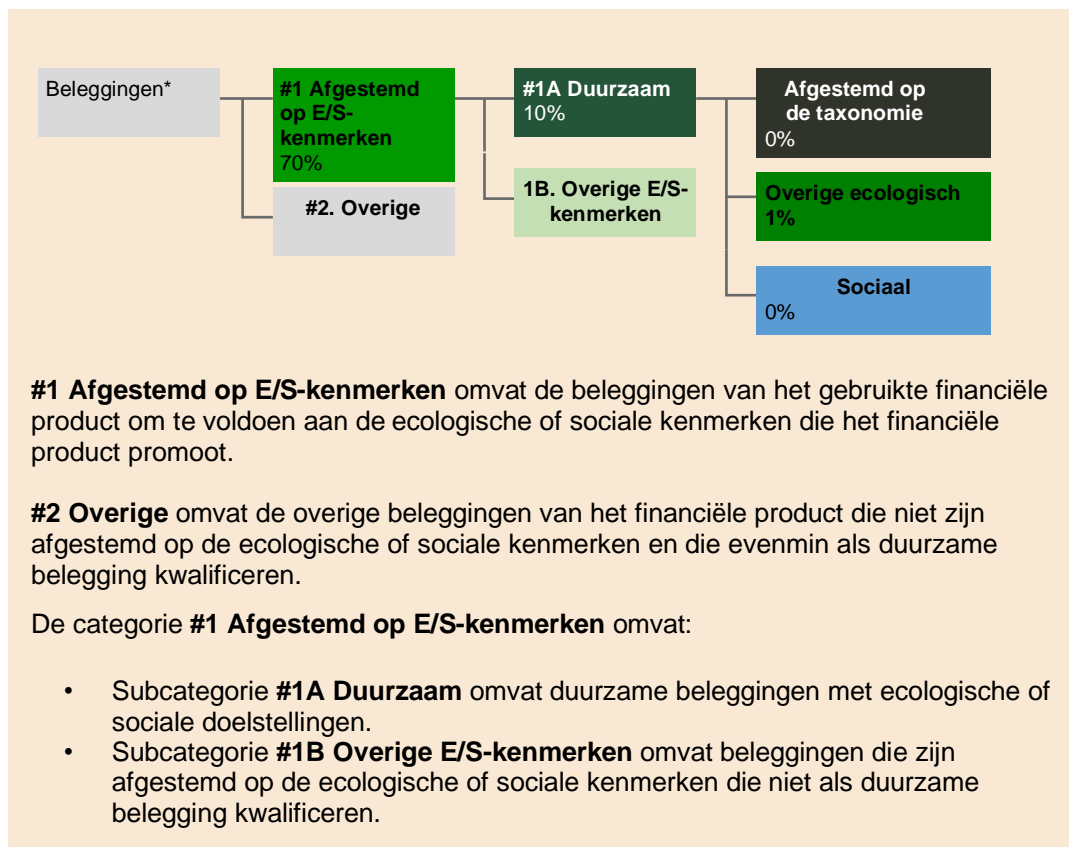 Beleggingen*
#1 Afgestemd
op E/S-
kenmerken
70%
#2. Overige
#1A Duurzaam
10%
1B. Overige E/S-
kenmerken
Afgestemd op
de taxonomie
0%
Overige ecologisch
1%
Sociaal
0%
#1 Afgestemd op E/S-kenmerken omvat de beleggingen van het gebruikte financiële
product om te voldoen aan de ecologische of sociale kenmerken die het financiële
product promoot.
#2 Overige omvat de overige beleggingen van het financiële product die niet zijn
afgestemd op de ecologische of sociale kenmerken en die evenmin als duurzame
belegging kwalificeren.
De categorie #1 Afgestemd op E/S-kenmerken omvat:
• Subcategorie #1A Duurzaam omvat duurzame beleggingen met ecologische of
sociale doelstellingen.
• Subcategorie #1B Overige E/S-kenmerken omvat beleggingen die zijn
afgestemd op de ecologische of sociale kenmerken die niet als duurzame
belegging kwalificeren.